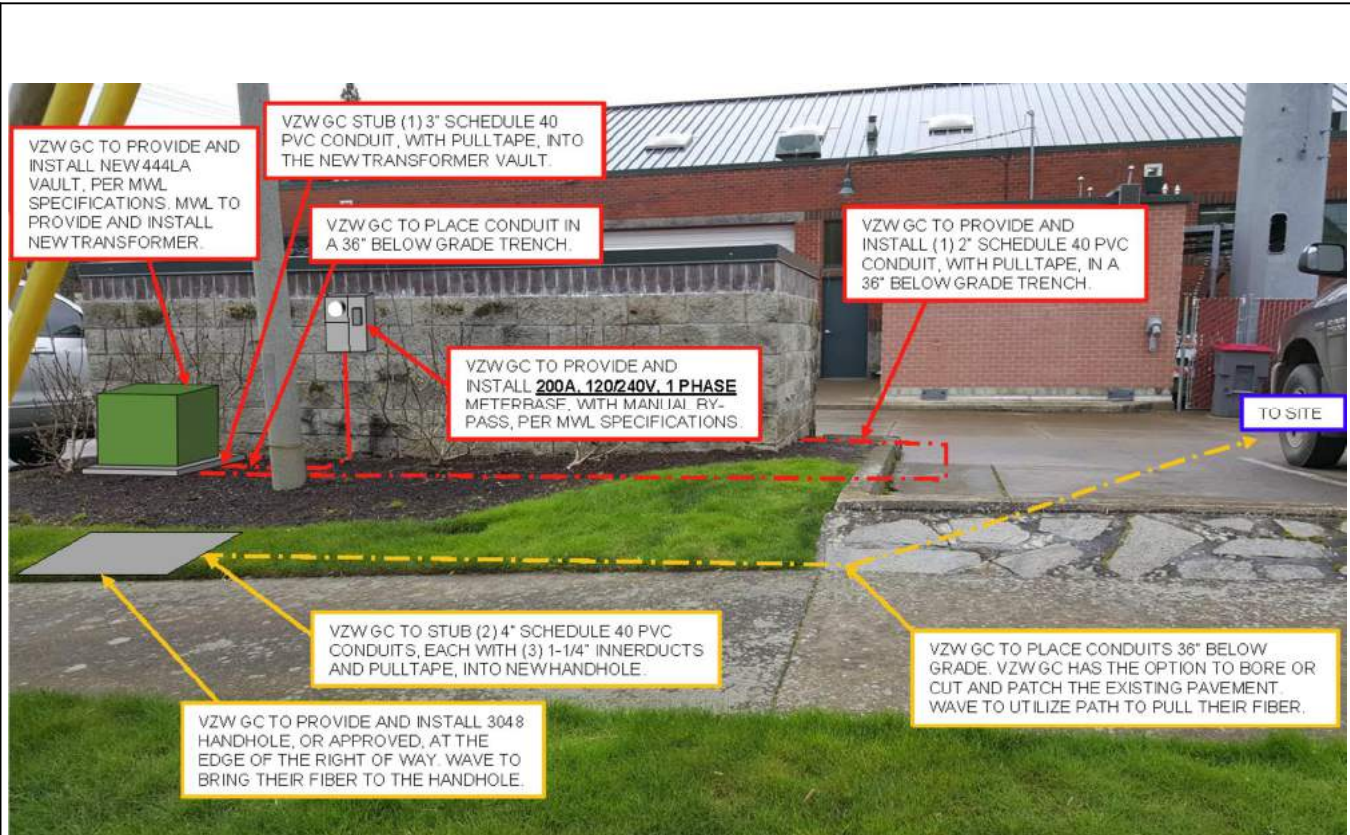 VZW GC TO PROVIDE AND
INSTALL NEW 444LA
VAULT, PER MWL
SPECIFICATIONS. MWL TO
PROVIDE AND INSTALL
NEW TRANSFORMER.
VZW GC STUB (1) 3" SCHEDULE 40
PVC CONDUIT, WITH PULLTAPE, INTO
THE NEW TRANSFORMER VAULT.
VZW GC TO PLACE CONDUIT IN
A 36" BELOW GRADE TRENCH.
VZW GC TO PROVIDE AND
INSTALL (1) 2" SCHEDULE 40 PVC
CONDUIT, WITH PULLTAPE, IN A
36" BELOW GRADE TRENCH.
VZW GC TO PROVIDE AND
INSTALL 200A, 120/240V, 1 PHASE
METERBASE, WITH MANUAL BY-
PASS, PER MWL SPECIFICATIONS.
TO SITE
VZW GC TO STUB (2) 4" SCHEDULE 40 PVC
CONDUITS, EACH WITH (3) 1-1/4" INNERDUCTS
AND PULLTAPE, INTO NEW HANDHOLE.
VZW GC TO PLACE CONDUITS 36" BELOW
GRADE. VZW GC HAS THE OPTION TO BORE OR
CUT AND PATCH THE EXISTING PAVEMENT.
WAVE TO UTILIZE PATH TO PULL THEIR FIBER.
VZW GC TO PROVIDE AND INSTALL 3048
HANDHOLE, OR APPROVED, AT THE
EDGE OF THE RIGHT OF WAY. WAVE TO
BRING THEIR FIBER TO THE HANDHOLE.